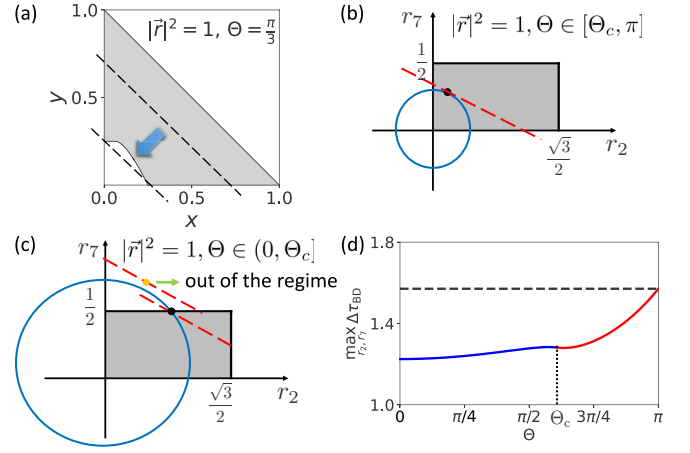 (a)
|r⃗|² = 1, Θ = π/3
1.0
0.5
y
0.0
0.5
1.0
x
(b)
r₇
|r⃗|² = 1, Θ ∈ [Θ_c, π]
1/2
√3/2
r₂
(c)
r₇
|r⃗|² = 1, Θ ∈ (0, Θ_c]
out of the regime
1/2
√3/2
r₂
(d)
1.8
1.4
1.0
max Δτ_BD
r₂, r₇
0
π/4
π/2
Θ_c
3π/4
π
Θ